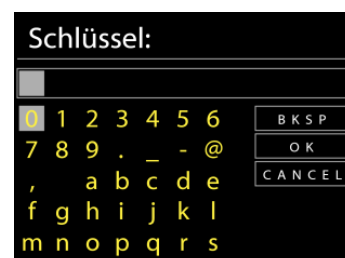 Schlüssel:
0 1 2 3 4 5 6 BKSP
7 8 9 . _ - @ OK
, a b c d e CANCEL
f g h i j k l
m n o p q r s